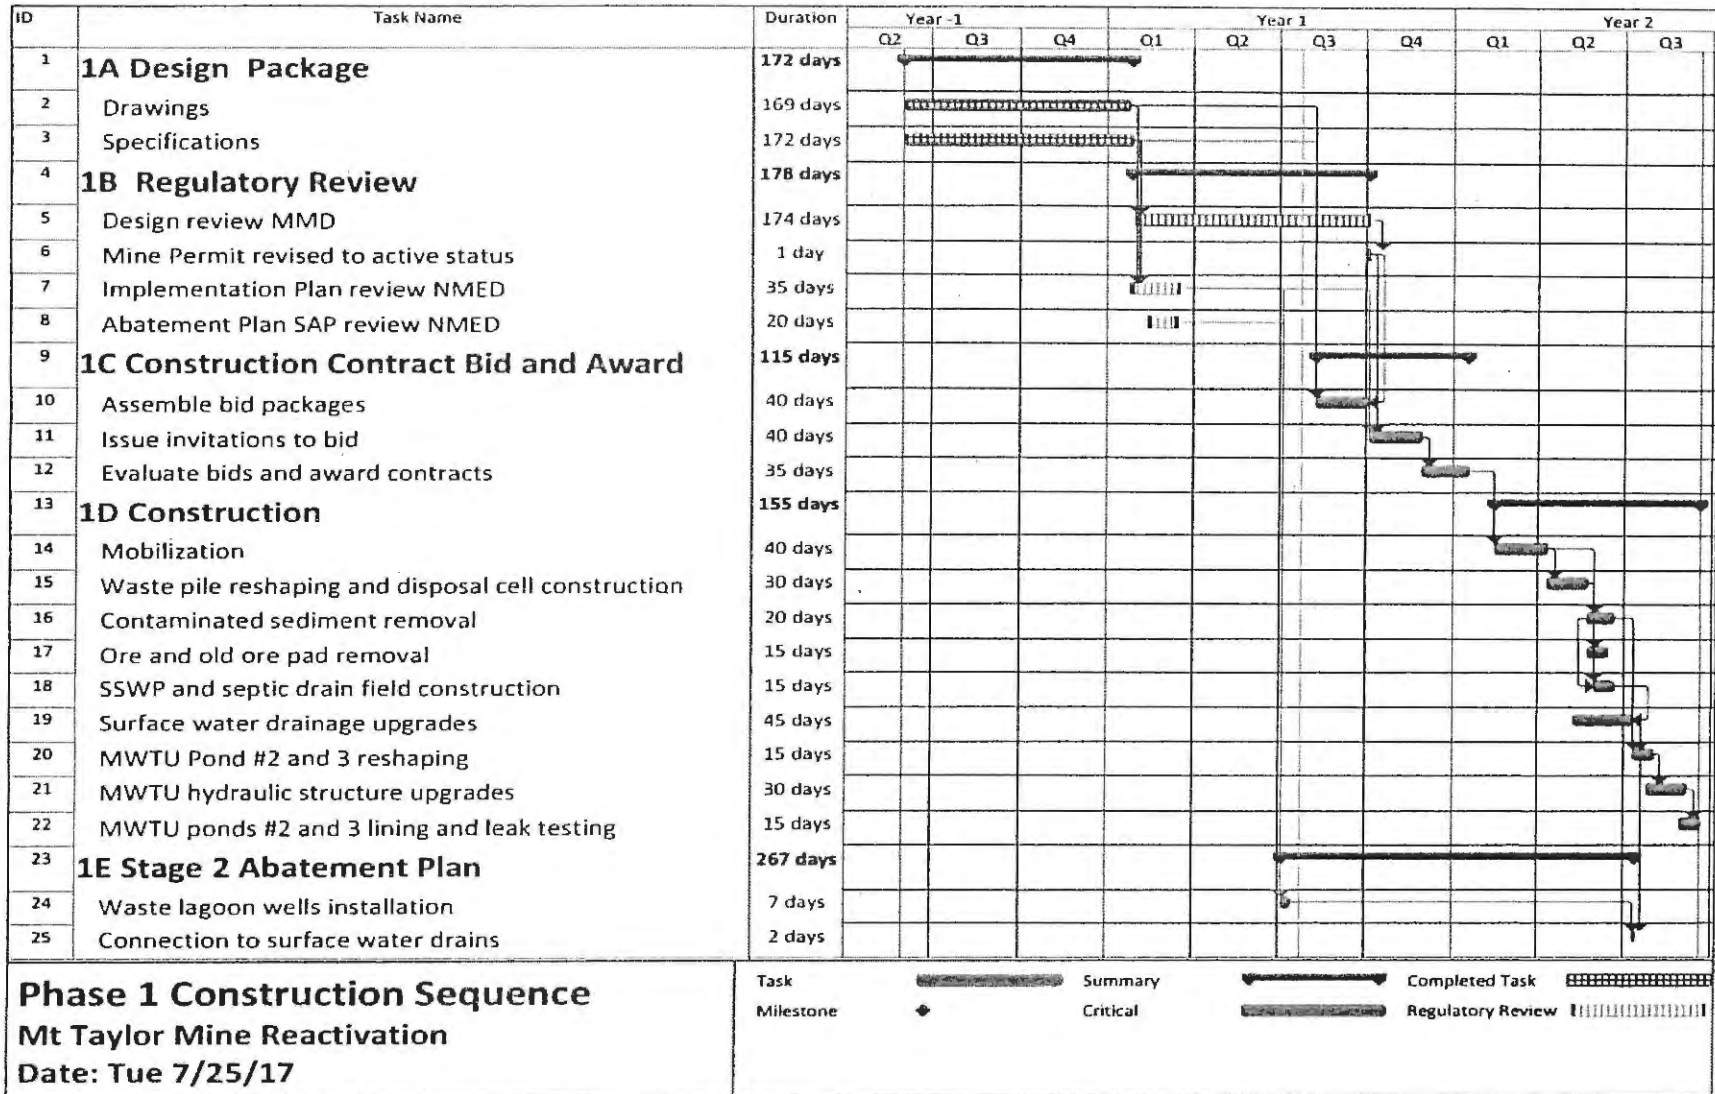 ID Task Name Duration Year -1 Year 1 Year 2
Q2 Q3 Q4 Q1 Q2 Q3 Q4 Q1 Q2 Q3
1 1A Design Package 172 days
2 Drawings 169 days
3 Specifications 172 days
4 1B Regulatory Review 178 days
5 Design review MMD 174 days
6 Mine Permit revised to active status 1 day
7 Implementation Plan review NMED 35 days
8 Abatement Plan SAP review NMED 20 days
9 1C Construction Contract Bid and Award 115 days
10 Assemble bid packages 40 days
11 Issue invitations to bid 40 days
12 Evaluate bids and award contracts 35 days
13 1D Construction 155 days
14 Mobilization 40 days
15 Waste pile reshaping and disposal cell construction 30 days
16 Contaminated sediment removal 20 days
17 Ore and old ore pad removal 15 days
18 SSWP and septic drain field construction 15 days
19 Surface water drainage upgrades 45 days
20 MWTU Pond #2 and 3 reshaping 15 days
21 MWTU hydraulic structure upgrades 30 days
22 MWTU ponds #2 and 3 lining and leak testing 15 days
23 1E Stage 2 Abatement Plan 267 days
24 Waste lagoon wells installation 7 days
25 Connection to surface water drains 2 days
Phase 1 Construction Sequence
Mt Taylor Mine Reactivation
Date: Tue 7/25/17
Task Summary Completed Task
Milestone Critical Regulatory Review